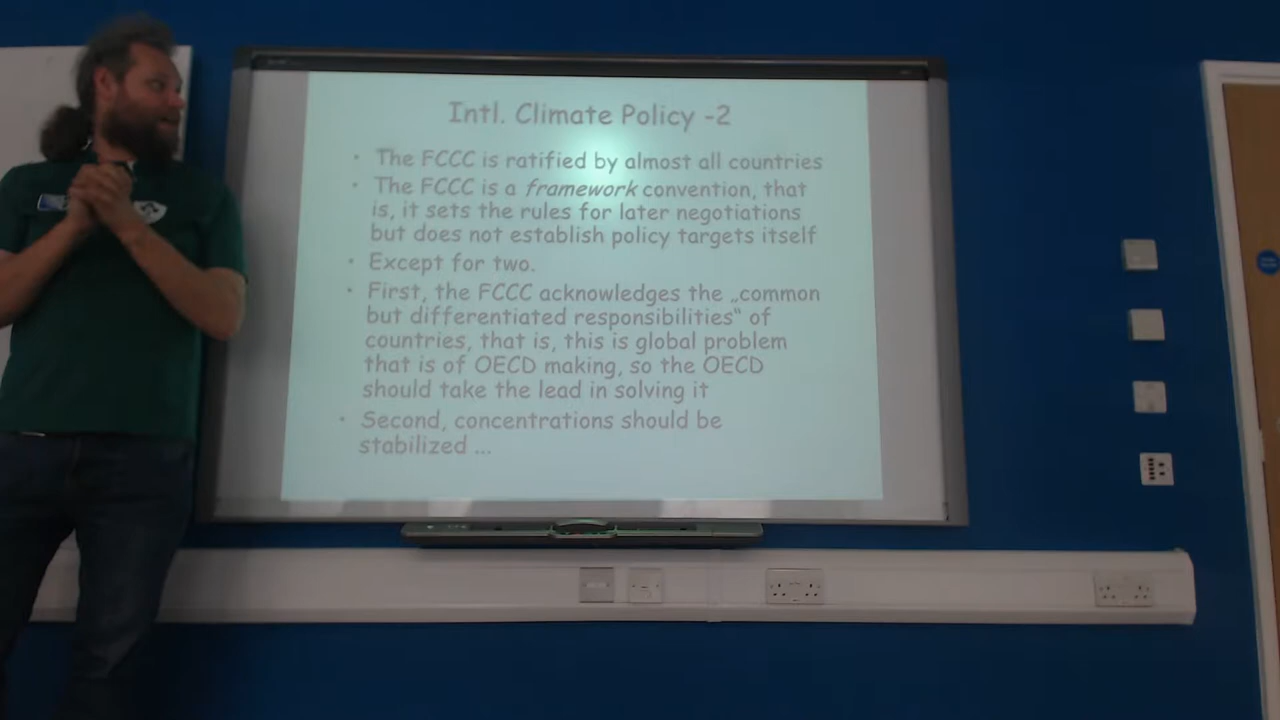 Intl. Climate Policy -2
• The FCCC is ratified by almost all countries
• The FCCC is a framework convention, that
is, it sets the rules for later negotiations
but does not establish policy targets itself
• Except for two.
• First, the FCCC acknowledges the „common
but differentiated responsibilities“ of
countries, that is, this is global problem
that is of OECD making, so the OECD
should take the lead in solving it
• Second, concentrations should be
stabilized ...